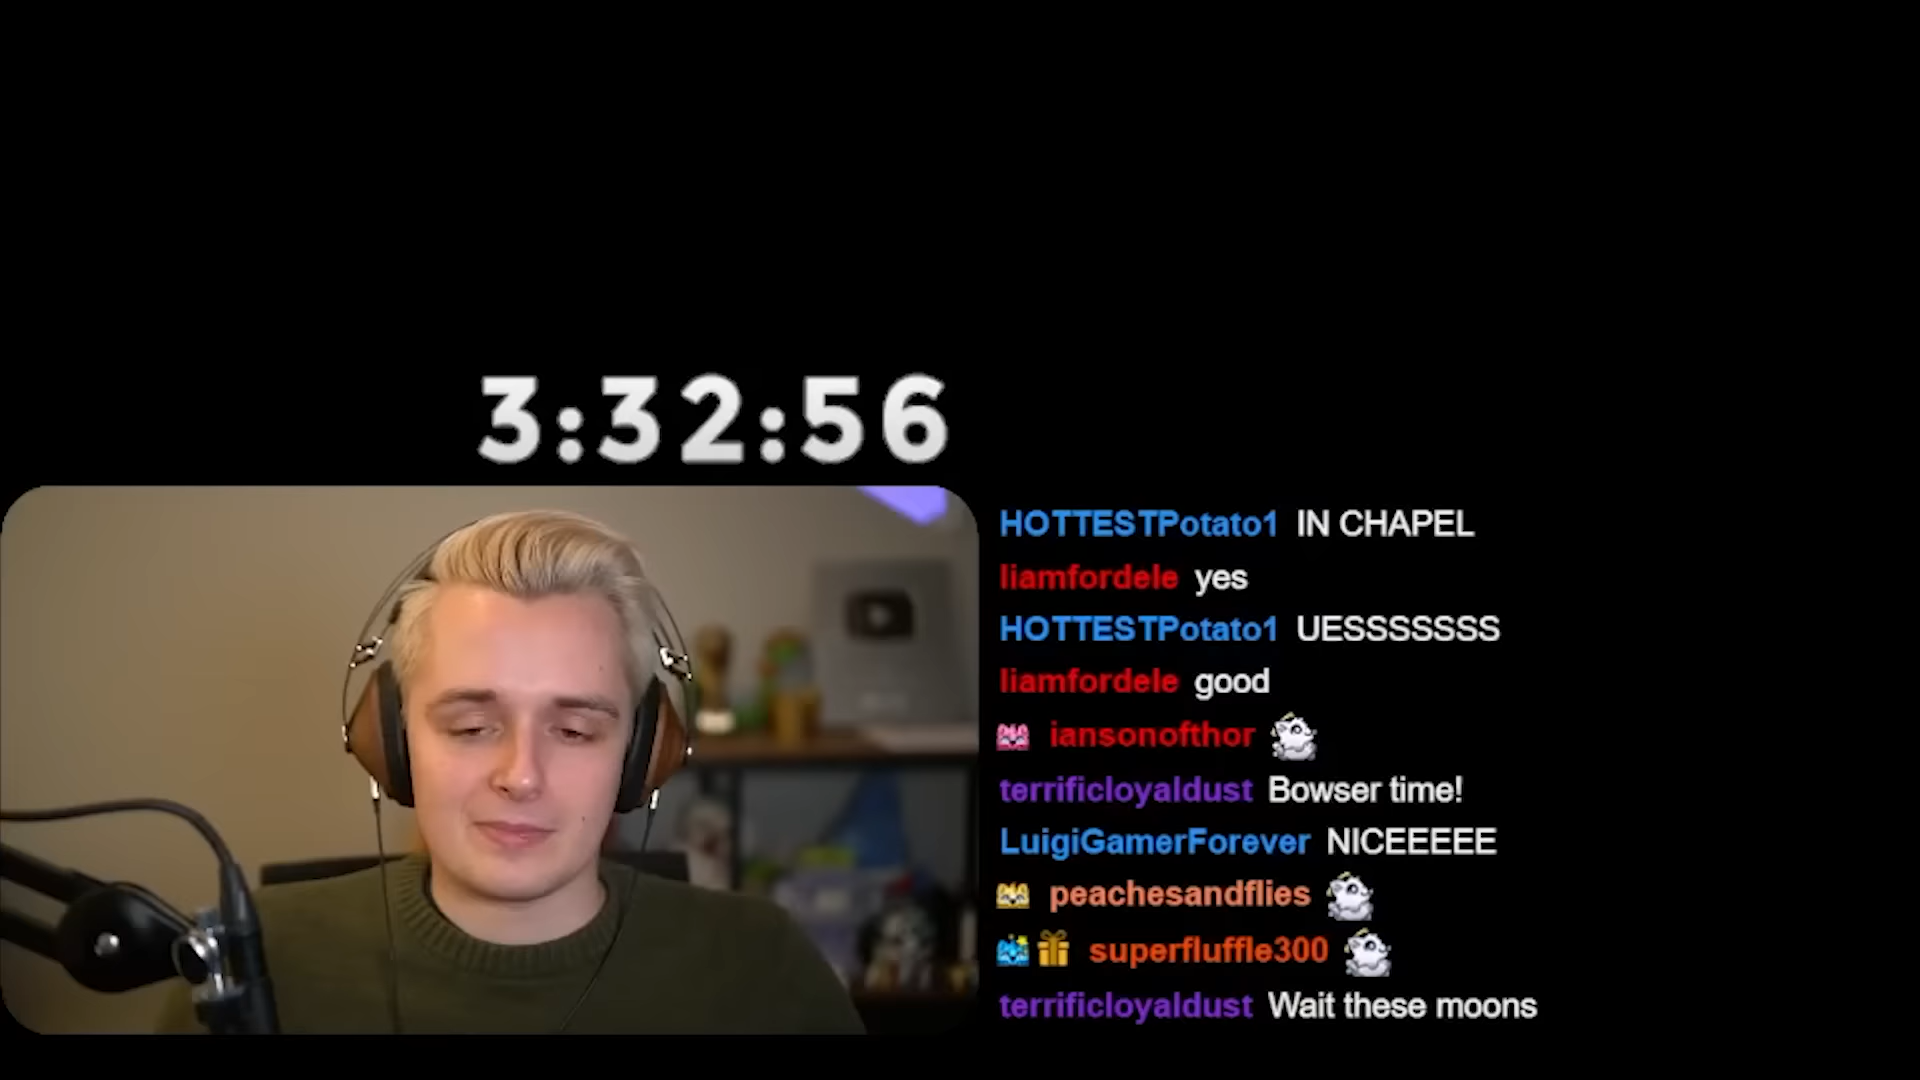 3:32:56
HOTTESTPotato1 IN CHAPEL
liamfordele yes
HOTTESTPotato1 UESSSSSSS
liamfordele good
iansonofthor
terrificloyaldust Bowser time!
LuigiGamerForever NICEEEEE
peachesandflies
superfluffle300
terrificloyaldust Wait these moons